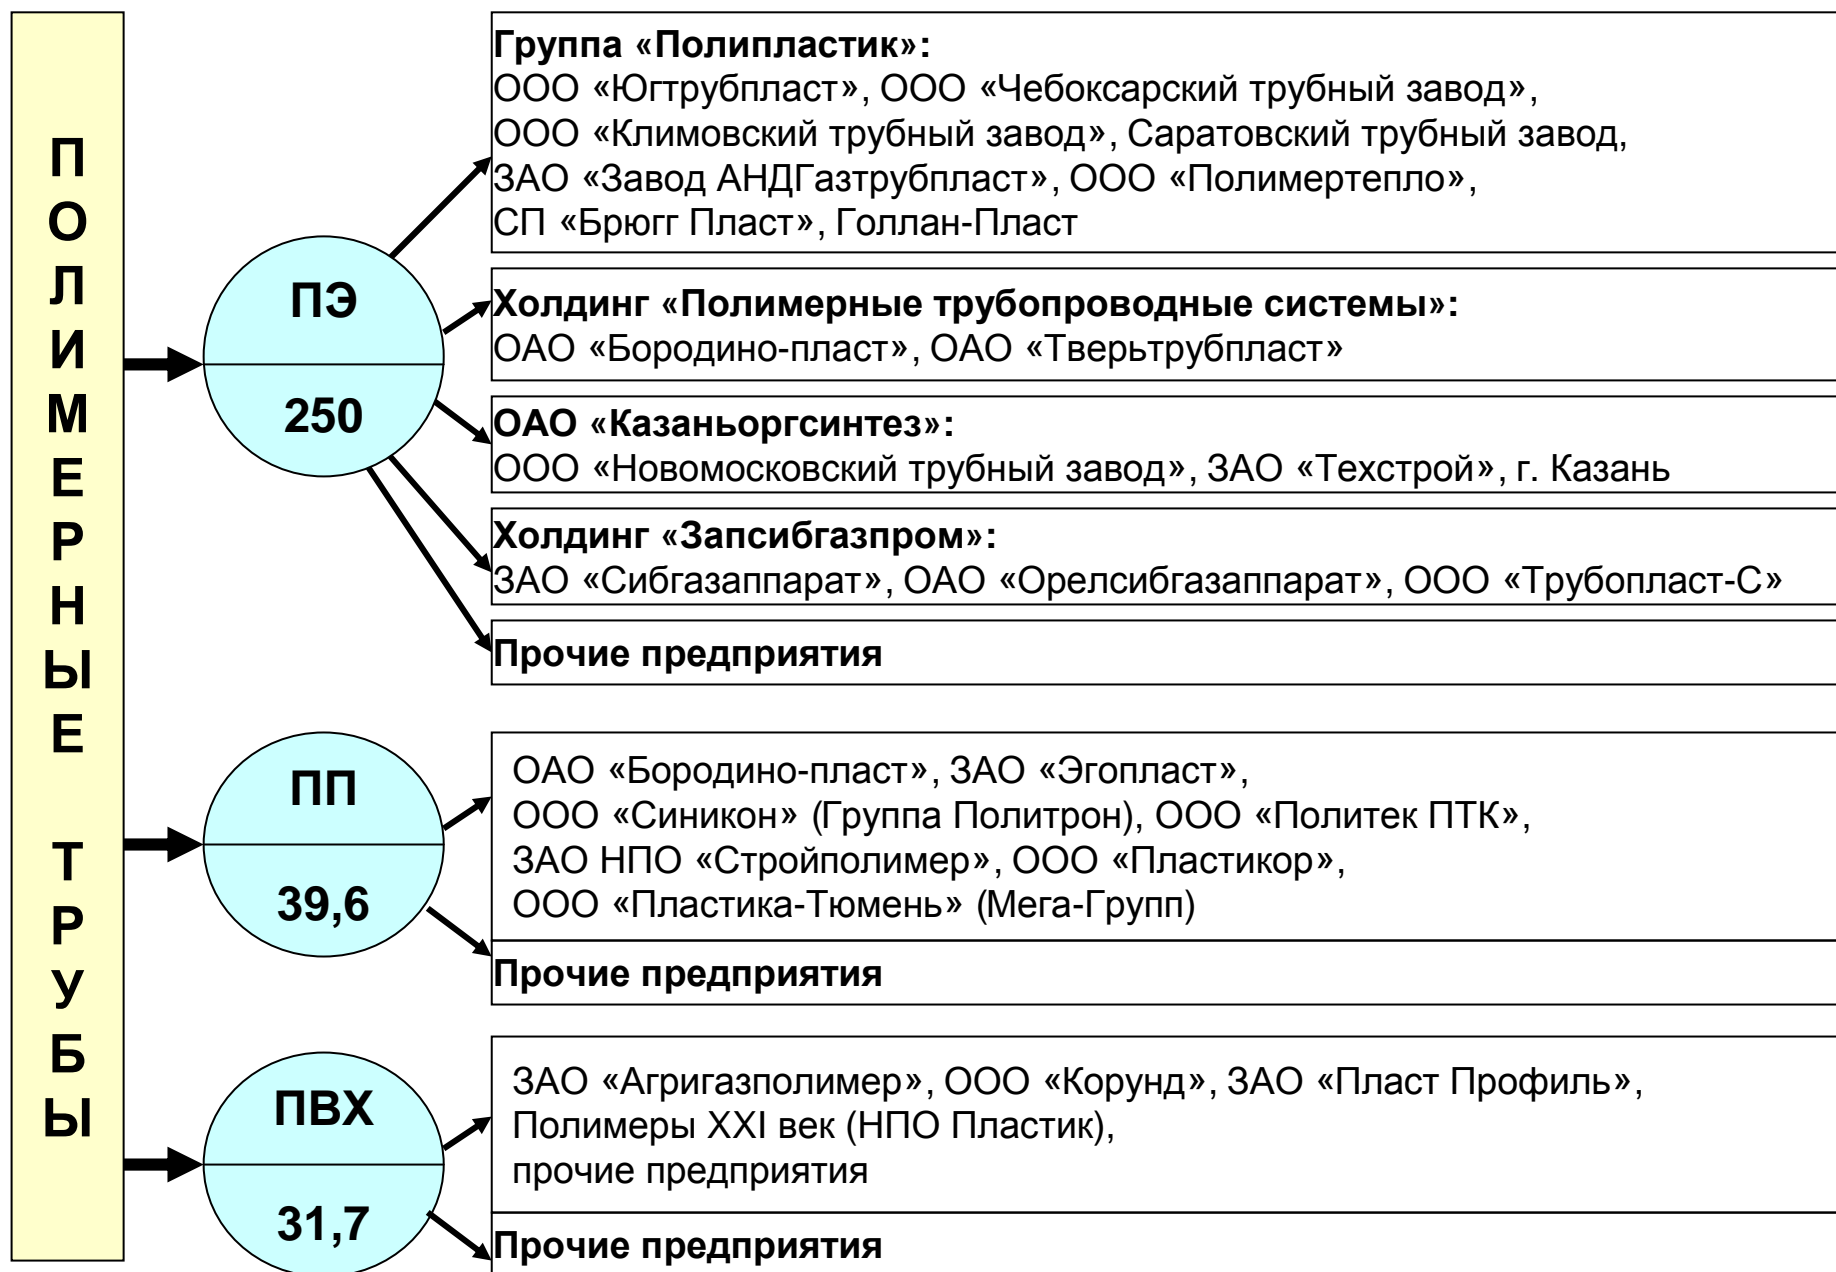 ПОЛИМЕРНЫЕ ТРУБЫ
ПЭ
250
Группа «Полипластик»:
ООО «Югтрубпласт», ООО «Чебоксарский трубный завод»,
ООО «Климовский трубный завод», Саратовский трубный завод,
ЗАО «Завод АНДГазтрубпласт», ООО «Полимертепло»,
СП «Брюгг Пласт», Голлан-Пласт
Холдинг «Полимерные трубопроводные системы»:
ОАО «Бородино-пласт», ОАО «Тверьтрубпласт»
ОАО «Казаньоргсинтез»:
ООО «Новомосковский трубный завод», ЗАО «Техстрой», г. Казань
Холдинг «Запсибгазпром»:
ЗАО «Сибгазаппарат», ОАО «Орелсибгазаппарат», ООО «Трубопласт-С»
Прочие предприятия
ПП
39,6
ОАО «Бородино-пласт», ЗАО «Эгопласт»,
ООО «Синикон» (Группа Политрон), ООО «Политек ПТК»,
ЗАО НПО «Стройполимер», ООО «Пластикор»,
ООО «Пластика-Тюмень» (Мега-Групп)
Прочие предприятия
ПВХ
31,7
ЗАО «Агригазполимер», ООО «Корунд», ЗАО «Пласт Профиль»,
Полимеры XXI век (НПО Пластик),
прочие предприятия
Прочие предприятия